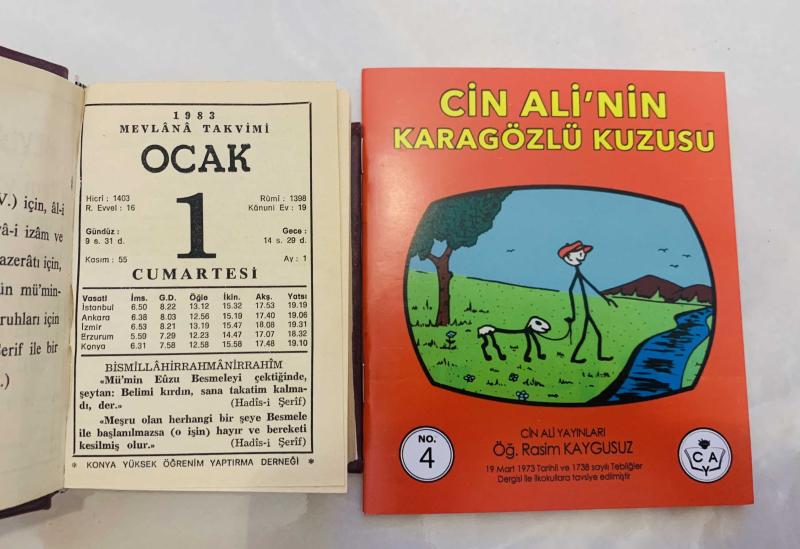 V.) için, âl-i
vâ-i izâm ve
azerâtı için,
ün mü'min-
ruhları için
erif ile bir
.)
1983
MEVLÂNÂ TAKVİMİ
OCAK
Hicrî : 1403
R. Evvel : 16
Rûmi : 1398
Kânuni Ev : 19
1
Gündüz :
9 s. 31 d.
Gece :
14 s. 29 d.
Kasım : 55
Ay : 1
CUMARTESİ
Vasati İms. G.D. Öğle İkin. Akş. Yatsı
İstanbul 6.50 8.22 13.12 15.32 17.53 19.19
Ankara 6.38 8.03 12.56 15.19 17.40 19.06
İzmir 6.53 8.21 13.19 15.47 18.08 19.31
Erzurum 5.59 7.29 12.23 14.47 17.07 18.32
Konya 6.31 7.58 12.58 15.58 17.48 19.10
BİSMİLLÂHİRRAHMÂNİRRAHÎM
«Mü'min Eûzu Besmeleyi çektiğinde,
şeytan: Belimi kırdın, sana takatim kalma-
dı, der.» (Hadîs-i Şerîf)
«Meşru olan herhangi bir şeye Besmele
ile başlanılmazsa (o işin) hayır ve bereketi
kesilmiş olur.» (Hadîs-i Şerîf)
* KONYA YÜKSEK ÖĞRENİM YAPTIRMA DERNEĞİ *
CİN ALİ'NİN
KARAGÖZLÜ KUZUSU
NO.
4
CİN ALİ YAYINLARI
Öğ. Rasim KAYGUSUZ
19 Mart 1973 Tarihli ve 1738 sayılı Tebliğler
Dergisi ile ilkokullara tavsiye edilmiştir
C A
Y